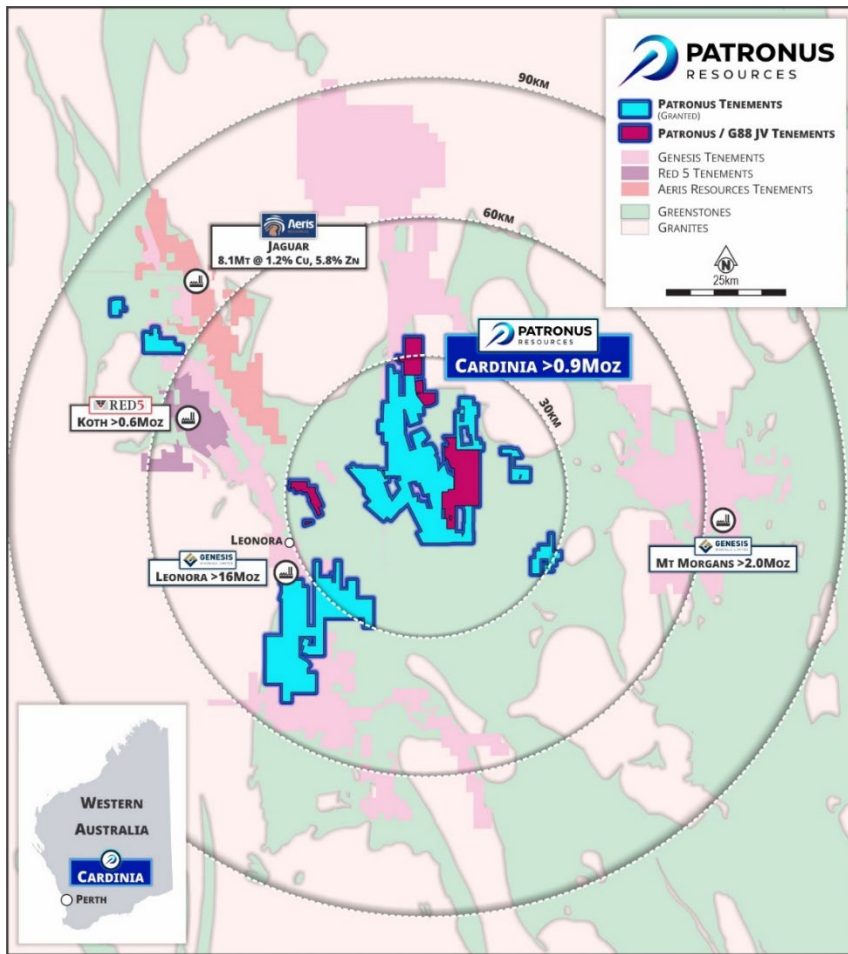 PATRONUS
RESOURCES
PATRONUS TENEMENTS
(GRANTED)
PATRONUS / G88 JV TENEMENTS
GENESIS TENEMENTS
RED 5 TENEMENTS
AERIS RESOURCES TENEMENTS
GREENSTONES
GRANITES
N
25km
90KM
60KM
30KM
Aeris
JAGUAR
8.1MT @ 1.2% CU, 5.8% ZN
PATRONUS
RESOURCES
CARDINIA >0.9MOZ
RED5
KOTH >0.6MOZ
LEONORA
GENESIS
LEONORA >16MOZ
GENESIS
MT MORGANS >2.0MOZ
WESTERN
AUSTRALIA
CARDINIA
PERTH